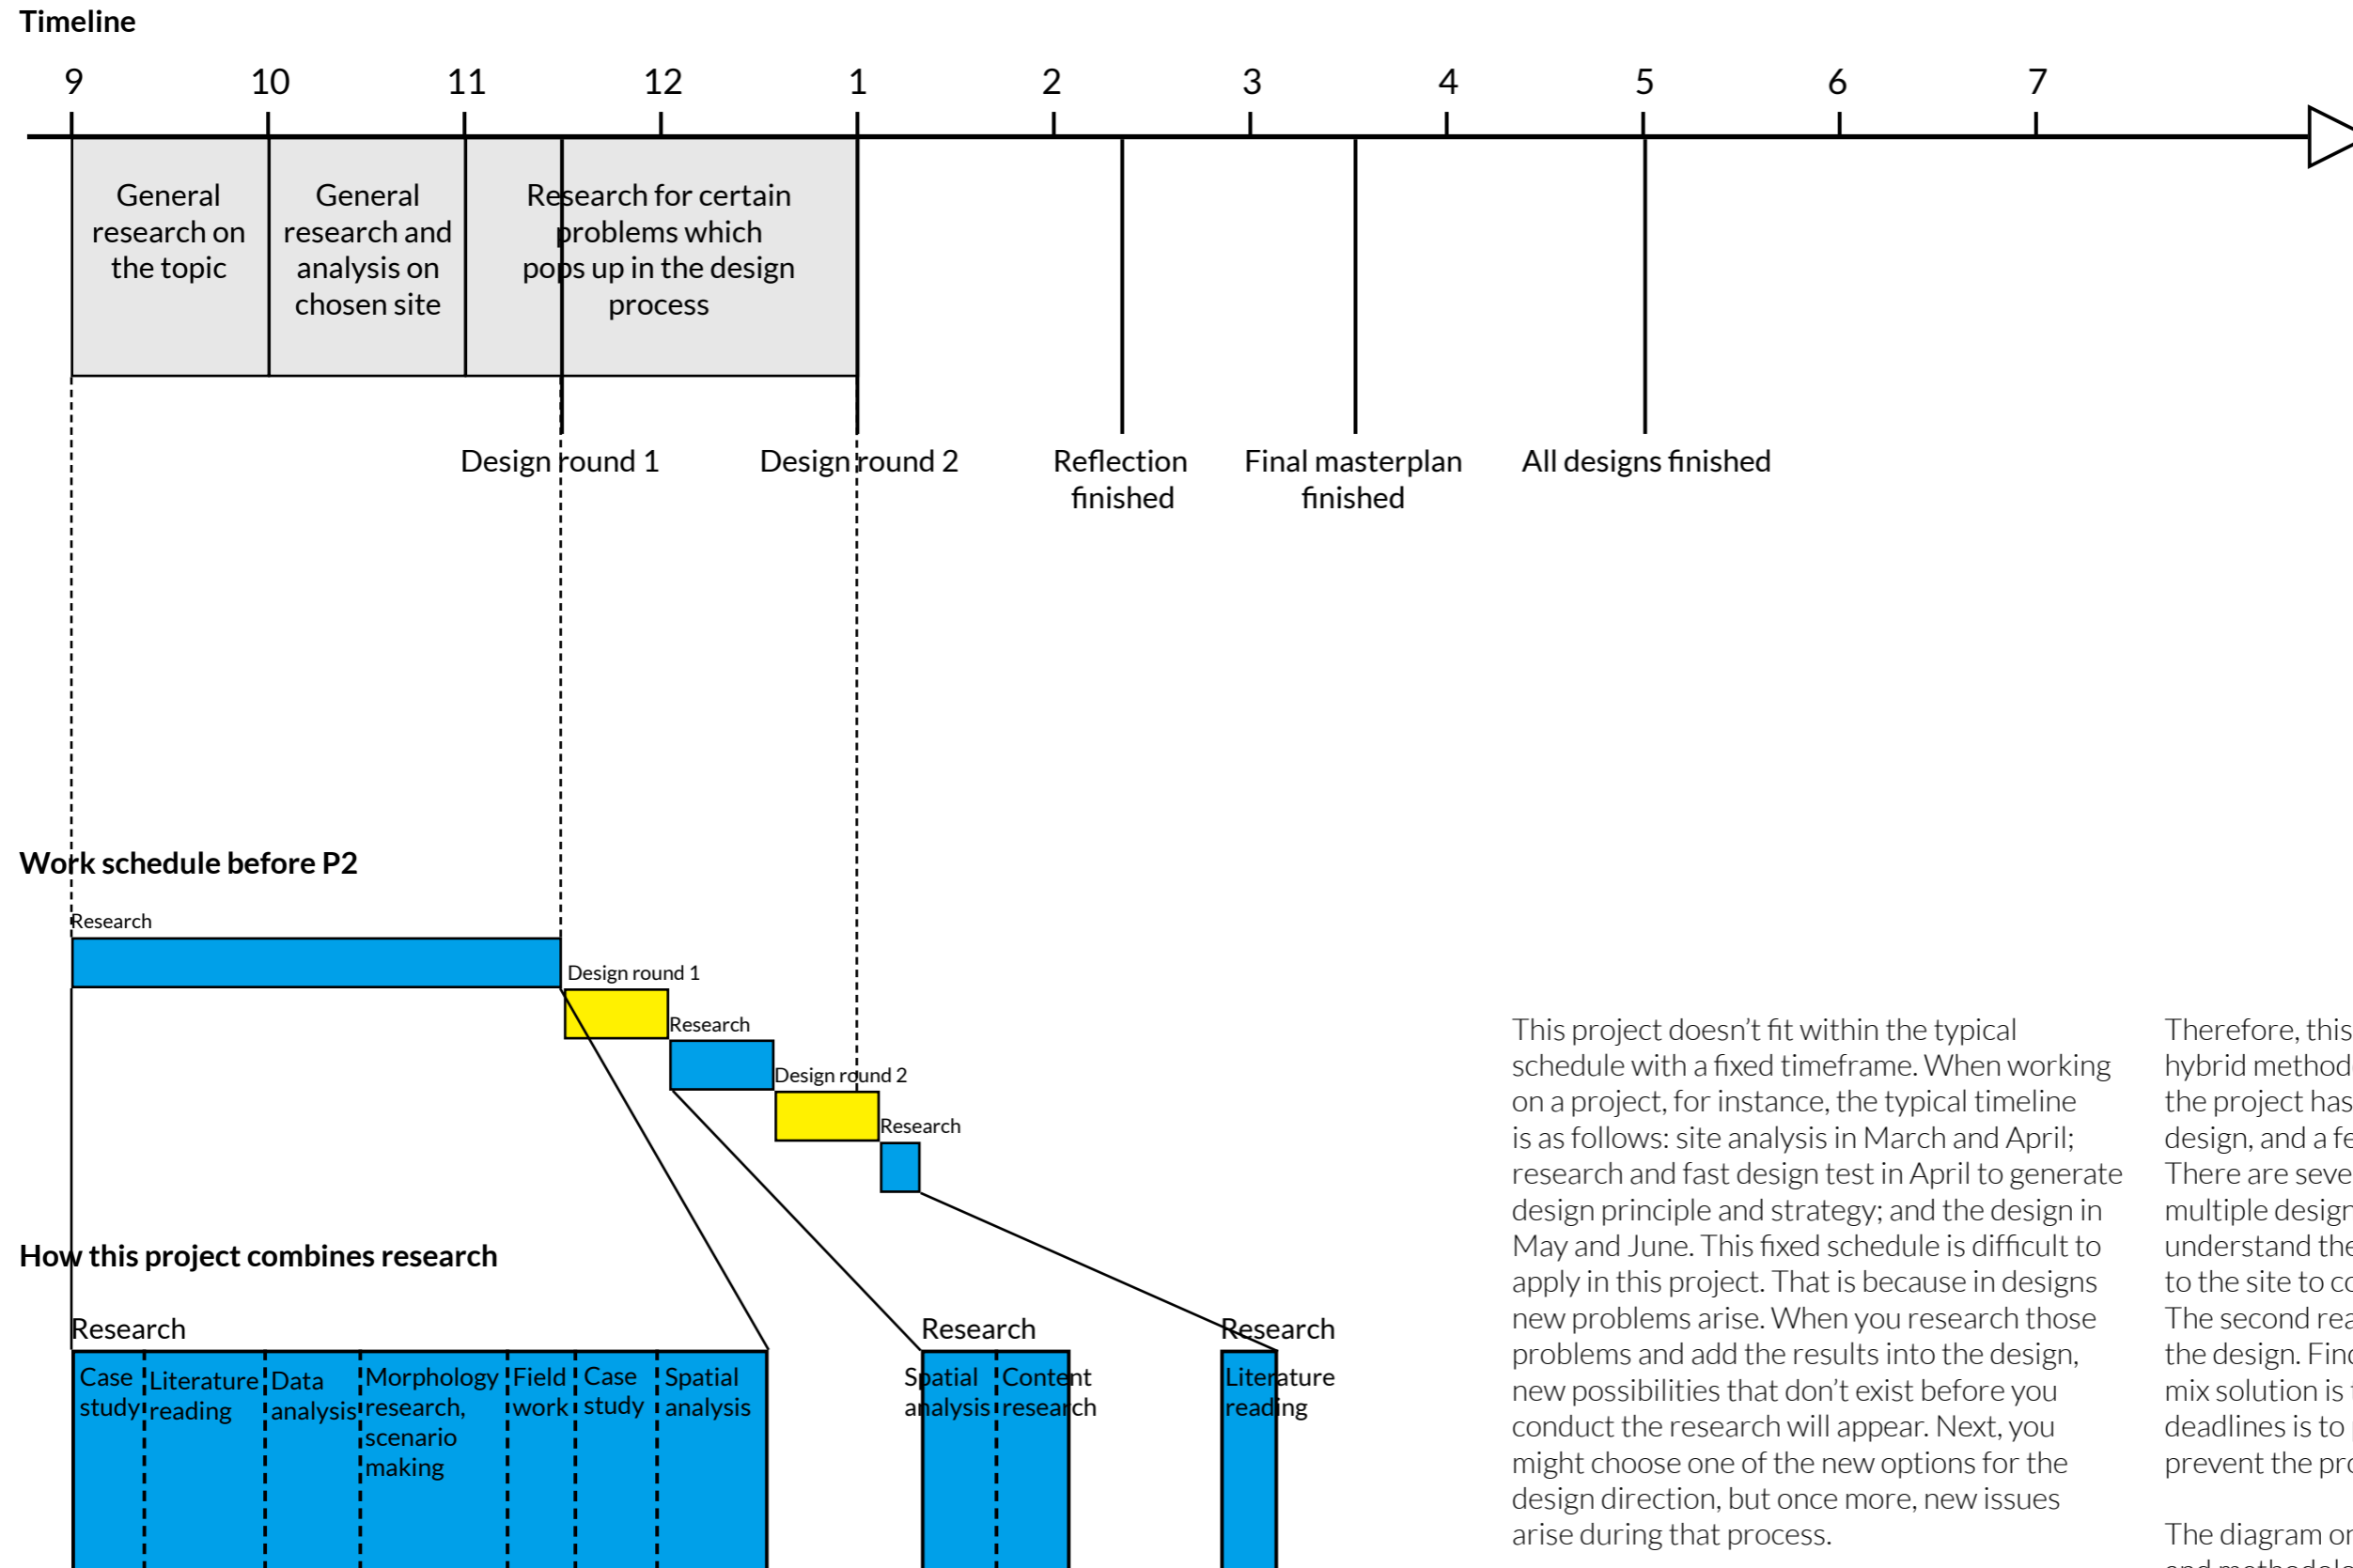 Timeline
9 10 11 12 1 2 3 4 5 6 7
General
research on
the topic
General
research and
analysis on
chosen site
Research for certain
problems which
pops up in the design
process
Design round 1
Design round 2
Reflection
finished
Final masterplan
finished
All designs finished
Work schedule before P2
Research
Design round 1
Research
Design round 2
Research
How this project combines research
Research
Case
study
Literature
reading
Data
analysis
Morphology
research,
scenario
making
Field
work
Case
study
Spatial
analysis
Research
Spatial
analysis
Content
research
Research
Literature
reading
This project doesn’t fit within the typical
schedule with a fixed timeframe. When working
on a project, for instance, the typical timeline
is as follows: site analysis in March and April;
research and fast design test in April to generate
design principle and strategy; and the design in
May and June. This fixed schedule is difficult to
apply in this project. That is because in designs
new problems arise. When you research those
problems and add the results into the design,
new possibilities that don’t exist before you
conduct the research will appear. Next, you
might choose one of the new options for the
design direction, but once more, new issues
arise during that process.
Therefore, this
hybrid
the project has
design, and a
There are
multiple design
understand the
to the site to
The second
the design.
mix solution is
deadlines is to
prevent the
The diagram